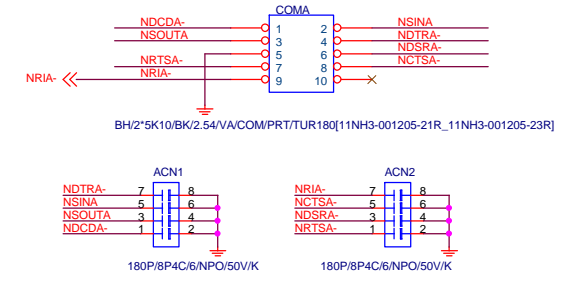 COMA
NDCDA- 1 2 NSINA
NSOUTA 3 4 NDTRA-
5 6 NDSRA-
NRTSA- 7 8 NCTSA-
NRIA- NRIA- 9 10
BH/2*5K10/BK/2.54/VA/COM/PRT/TUR180[11NH3-001205-21R_11NH3-001205-23R]
ACN1
NDTRA- 7 8
NSINA 5 6
NSOUTA 3 4
NDCDA- 1 2
180P/8P4C/6/NPO/50V/K
ACN2
NRIA- 7 8
NCTSA- 5 6
NDSRA- 3 4
NRTSA- 1 2
180P/8P4C/6/NPO/50V/K